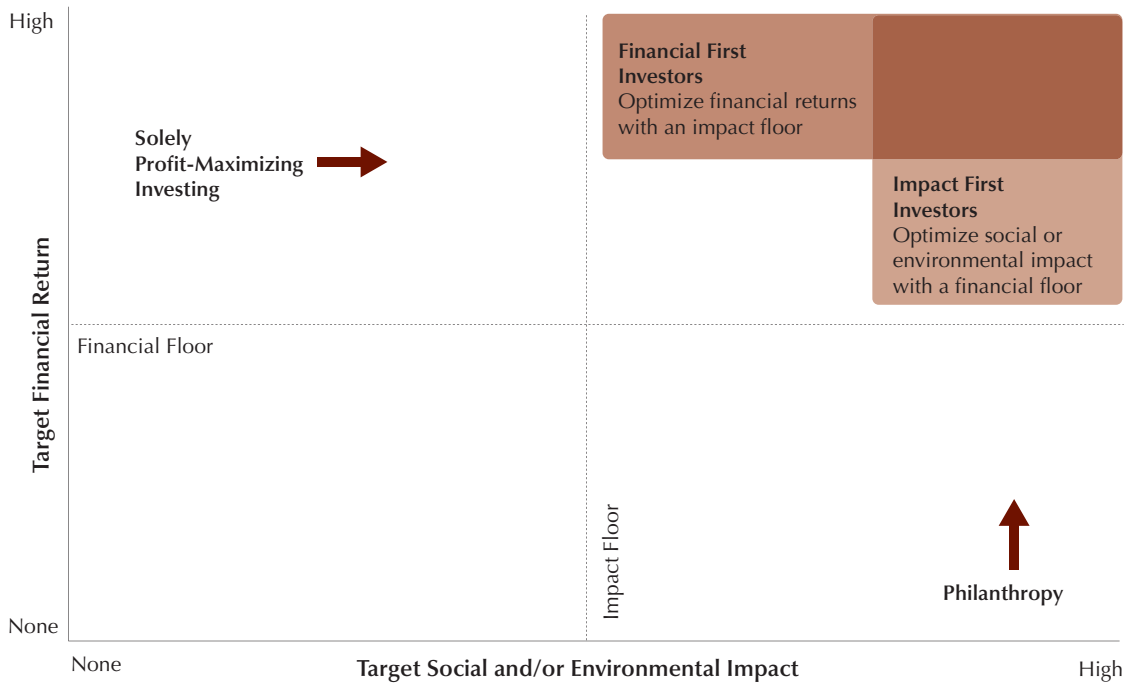 High
Financial First
Investors
Optimize financial returns
with an impact floor
Solely
Profit-Maximizing
Investing
Impact First
Investors
Optimize social or
environmental impact
with a financial floor
Target Financial Return
Financial Floor
Impact Floor
Philanthropy
None
None
Target Social and/or Environmental Impact
High